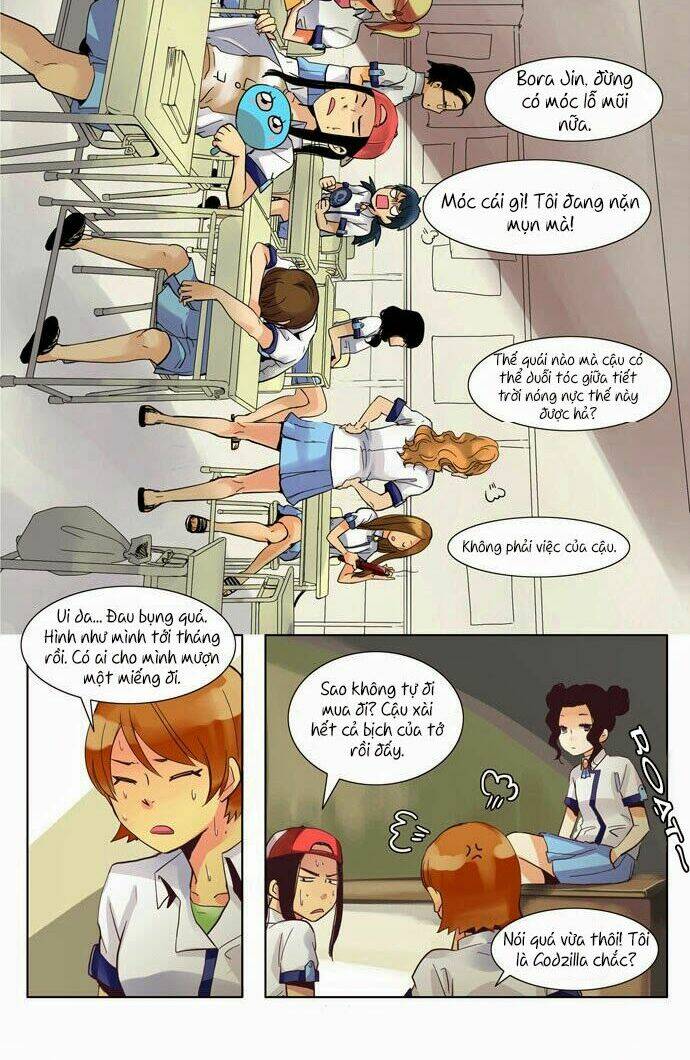 Bora Jin, đừng
có móc lỗ mũi
nữa.
Móc cái gì! Tôi đang nặn
mụn mà!
Thế quái nào mà cậu có
thể duỗi tóc giữa tiết
trời nóng nực thế này
được hả?
Không phải việc của cậu.
Ui da... Đau bụng quá.
Hình như mình tới tháng
rồi. Có ai cho mình mượn
một miếng đi.
Sao không tự đi
mua đi? Cậu xài
hết cả bịch của tớ
rồi đấy.
ROAT~
Nói quá vừa thôi! Tôi
là Godzilla chắc?